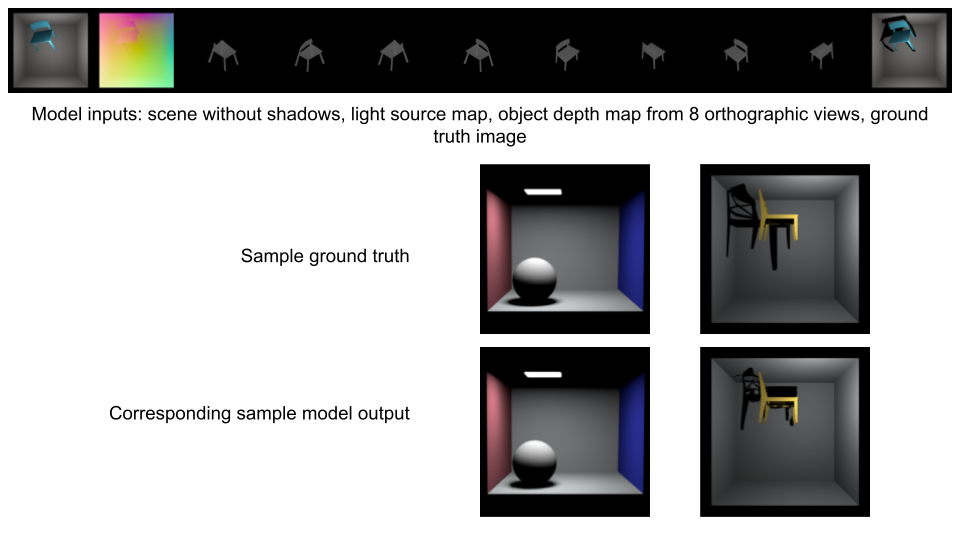 Model inputs: scene without shadows, light source map, object depth map from 8 orthographic views, ground
truth image
Sample ground truth
Corresponding sample model output